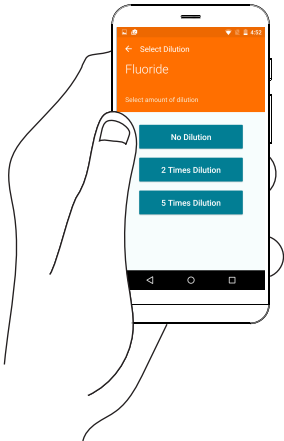 4:52
Select Dilution
Fluoride
Select amount of dilution
No Dilution
2 Times Dilution
5 Times Dilution